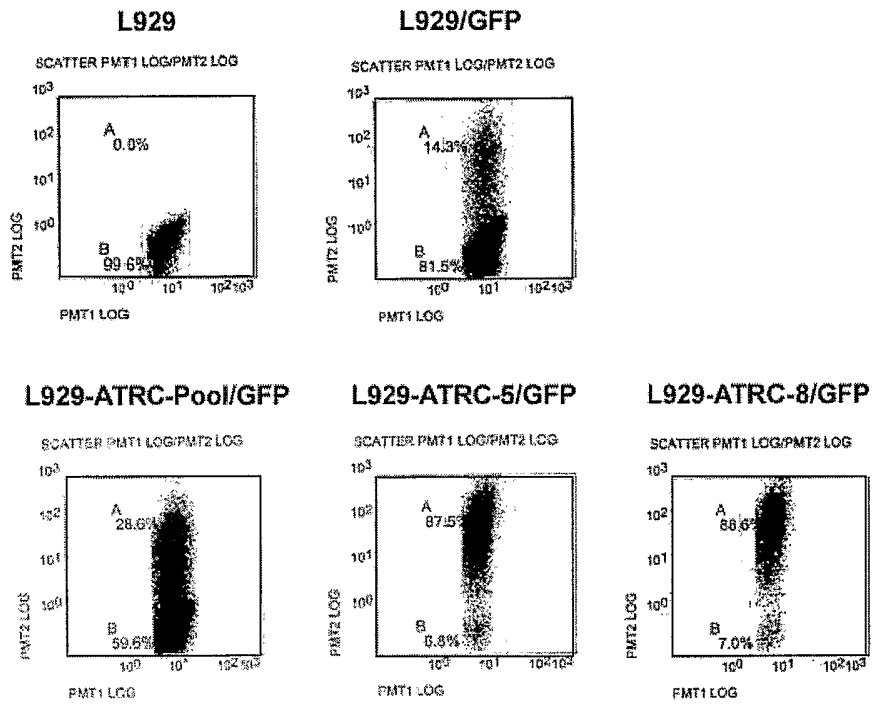 L929
SCATTER PMT1 LOG/PMT2 LOG
10³
10²
10¹
10⁰
A
0.0%
B
99.6%
PMT2 LOG
10⁰ 10¹ 10²10³
PMT1 LOG
L929/GFP
SCATTER PMT1 LOG/PMT2 LOG
10³
10²
10¹
10⁰
A
14.3%
B
81.5%
PMT2 LOG
10⁰ 10¹ 10²10³
PMT1 LOG
L929-ATRC-Pool/GFP
SCATTER PMT1 LOG/PMT2 LOG
10³
10²
10¹
10⁰
A
28.6%
B
59.6%
PMT2 LOG
10⁰ 10¹ 10²10³
PMT1 LOG
L929-ATRC-5/GFP
SCATTER PMT1 LOG/PMT2 LOG
10³
10²
10¹
10⁰
A
87.5%
B
6.8%
PMT2 LOG
10⁰ 10¹ 10²10³
PMT1 LOG
L929-ATRC-8/GFP
SCATTER PMT1 LOG/PMT2 LOG
10³
10²
10¹
10⁰
A
B
7.0%
PMT2 LOG
10⁰ 10¹ 10²10³
PMT1 LOG